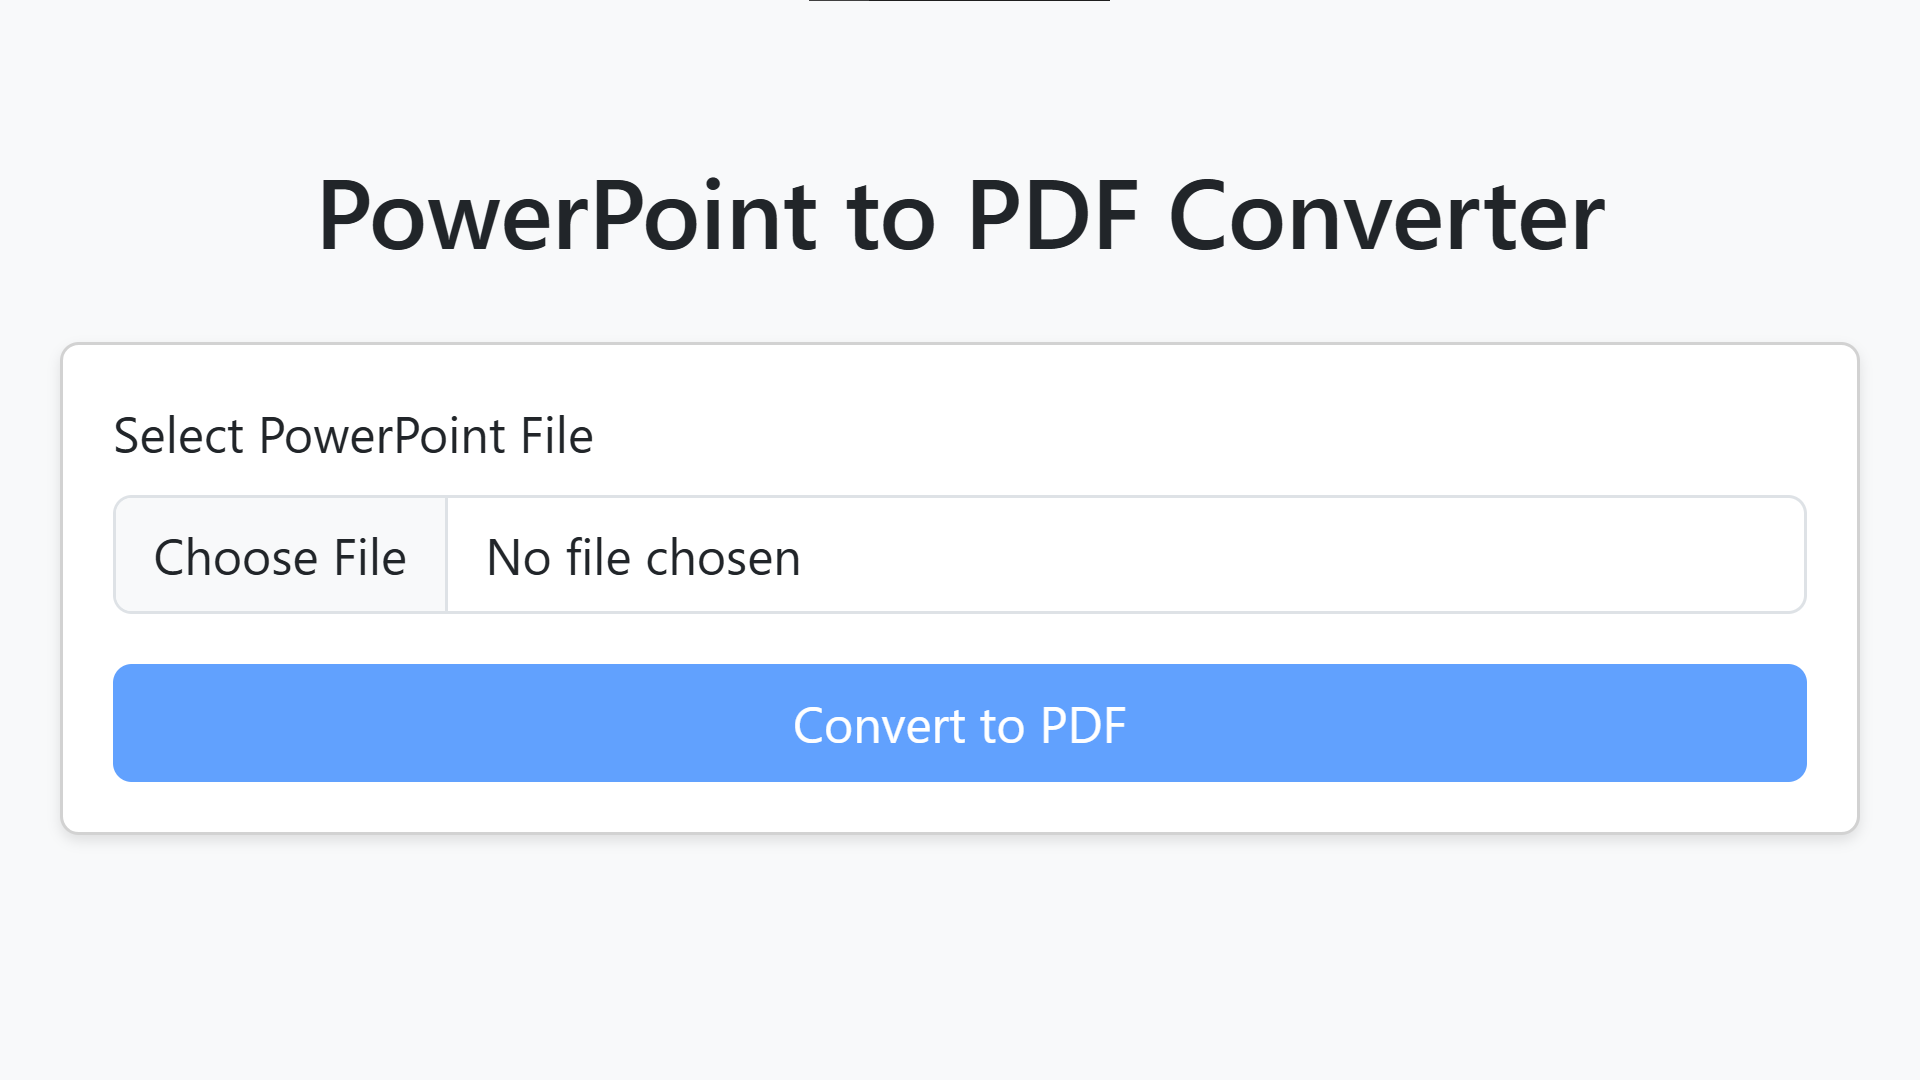 PowerPoint to PDF Converter
Select PowerPoint File
Choose File No file chosen
Convert to PDF